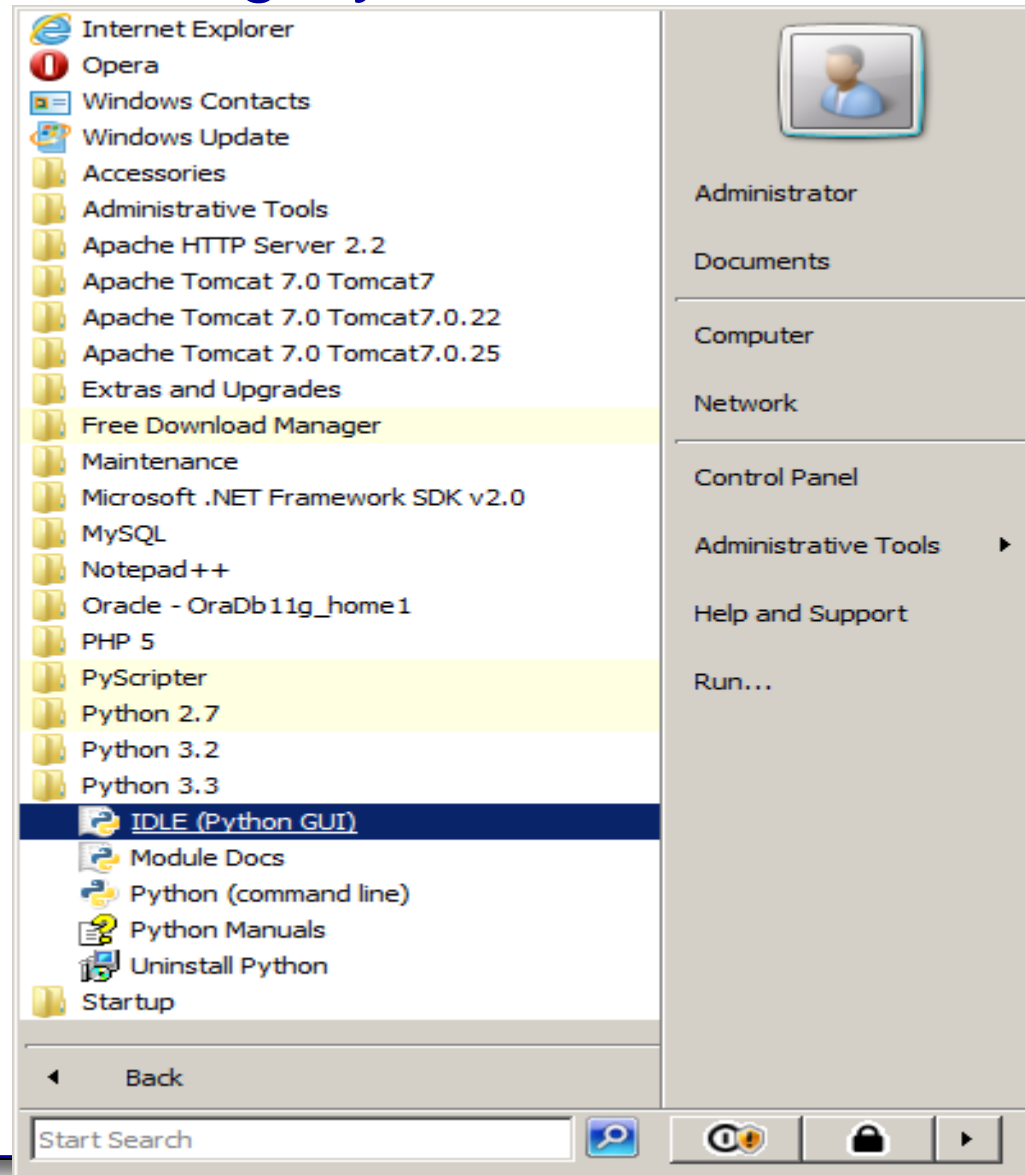 Internet Explorer
Opera
Windows Contacts
Windows Update
Accessories
Administrative Tools
Apache HTTP Server 2.2
Apache Tomcat 7.0 Tomcat7
Apache Tomcat 7.0 Tomcat7.0.22
Apache Tomcat 7.0 Tomcat7.0.25
Extras and Upgrades
Free Download Manager
Maintenance
Microsoft .NET Framework SDK v2.0
MySQL
Notepad++
Oracle - OraDb11g_home1
PHP 5
PyScripter
Python 2.7
Python 3.2
Python 3.3
IDLE (Python GUI)
Module Docs
Python (command line)
Python Manuals
Uninstall Python
Startup
Back
Start Search
Administrator
Documents
Computer
Network
Control Panel
Administrative Tools
Help and Support
Run...